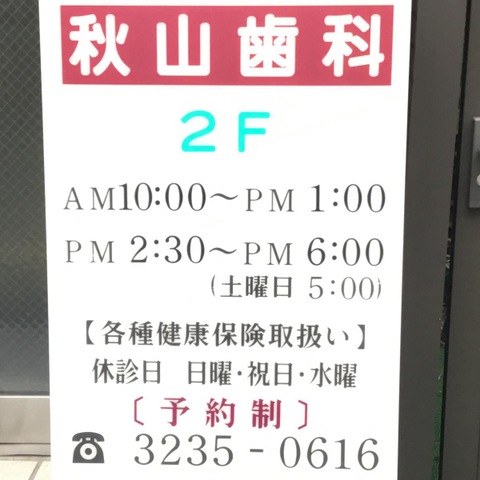 秋山歯科
2F
AM10:00～PM 1:00
PM 2:30～PM 6:00
(土曜日 5:00)
【各種健康保険取扱い】
休診日 日曜・祝日・水曜
〔予約制〕
☎ 3235-0616